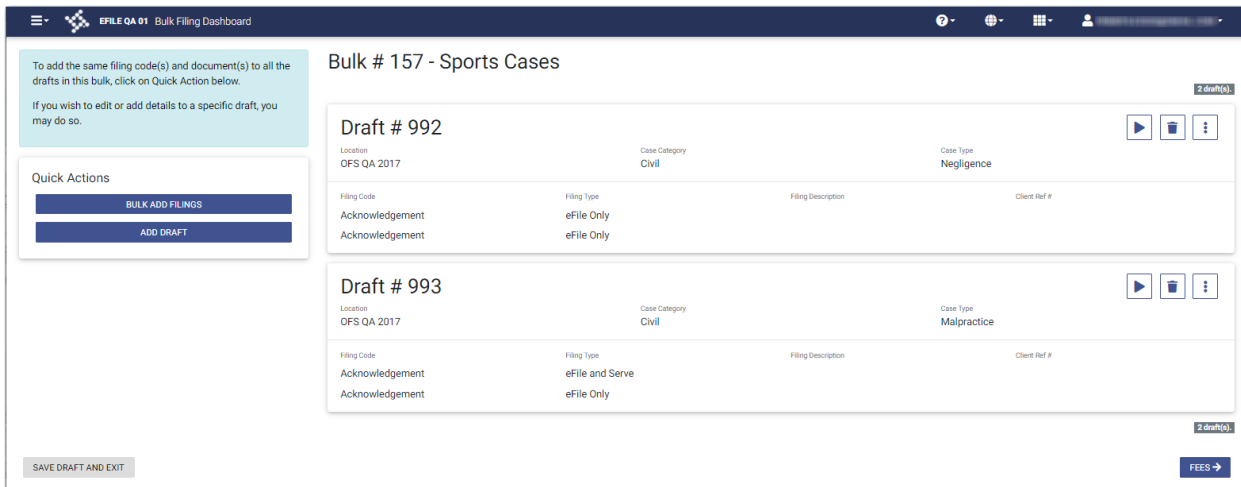 EFILE QA 01 Bulk Filing Dashboard
To add the same filing code(s) and document(s) to all the
drafts in this bulk, click on Quick Action below.
If you wish to edit or add details to a specific draft, you
may do so.
Quick Actions
BULK ADD FILINGS
ADD DRAFT
Bulk # 157 - Sports Cases
2 draft(s).
Draft # 992
Location Case Category Case Type
OFS QA 2017 Civil Negligence
Filing Code Filing Type Filing Description Client Ref #
Acknowledgement eFile Only
Acknowledgement eFile Only
Draft # 993
Location Case Category Case Type
OFS QA 2017 Civil Malpractice
Filing Code Filing Type Filing Description Client Ref #
Acknowledgement eFile and Serve
Acknowledgement eFile Only
2 draft(s).
SAVE DRAFT AND EXIT
FEES